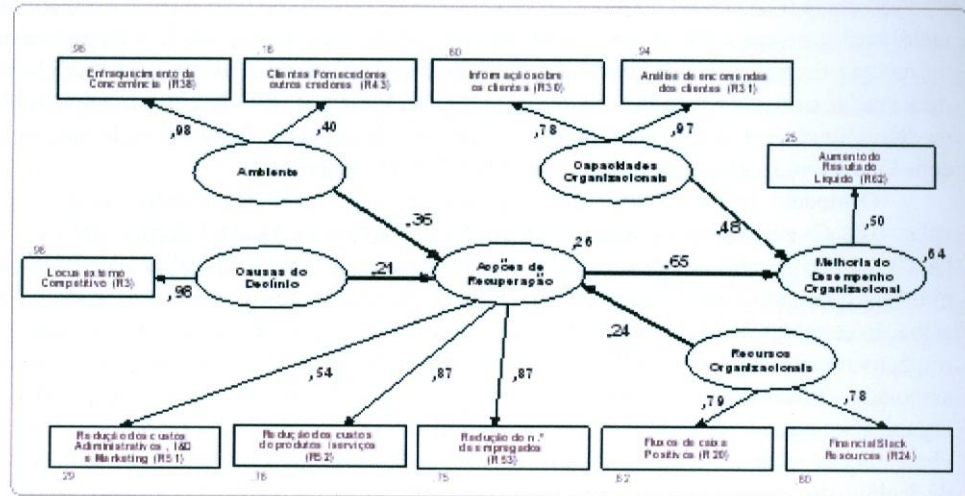 ,96
,16
,60
,94
Enfraquecimento da
Concorrência (R38)
Clientes Fornecedores
outros credores (R43)
Informação sobre
os clientes (R30)
Análise de encomendas
dos clientes (R31)
,98
,40
,78
,97
,25
Aumento do
Resultado
Líquido (R62)
Ambiente
Capacidades
Organizacionais
,50
,36
,48
,96
Locus externo
Competitivo (R3)
,98
Causas do
Declínio
,21
,26
Acções de
Recuperação
,65
Melhoria do
Desempenho
Organizacional
,64
,24
Recursos
Organizacionais
,54
,87
,87
,79
,78
Redução dos custos
Administrativos , I&D
e Marketing (R51)
Redução dos custos
de produtos /serviços
(R52)
Redução do n.º
de empregados
(R53)
Fluxos de caixa
Positivos (R20)
Financial Slack
Resources (R24)
,29
,76
,75
,62
,60